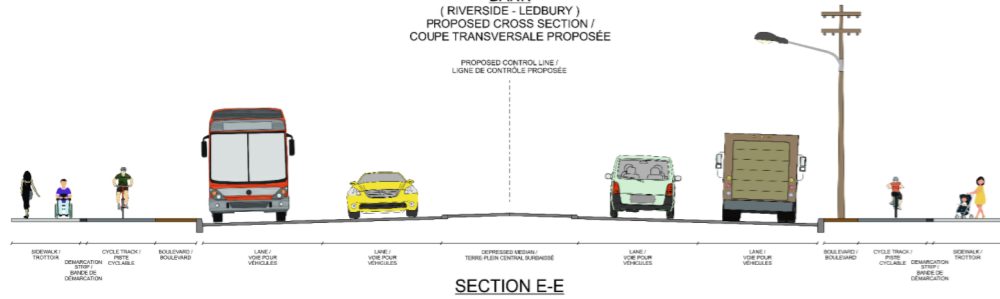 ( RIVERSIDE - LEDBURY )
PROPOSED CROSS SECTION /
COUPE TRANSVERSALE PROPOSÉE
PROPOSED CONTROL LINE /
LIGNE DE CONTRÔLE PROPOSÉE
SIDEWALK /
TROTTOIR
DEMARCATION
STRIP /
BANDE DE
DÉMARCATION
CYCLE TRACK /
PISTE
CYCLABLE
BOULEVARD /
BOULEVARD
LANE /
VOIE POUR
VÉHICULES
LANE /
VOIE POUR
VÉHICULES
DEPRESSED MEDIAN /
TERRE-PLEIN CENTRAL SURBAISSÉ
LANE /
VOIE POUR
VÉHICULES
LANE /
VOIE POUR
VÉHICULES
BOULEVARD /
BOULEVARD
CYCLE TRACK /
PISTE
CYCLABLE
DEMARCATION
STRIP /
BANDE DE
DÉMARCATION
SIDEWALK /
TROTTOIR
SECTION E-E